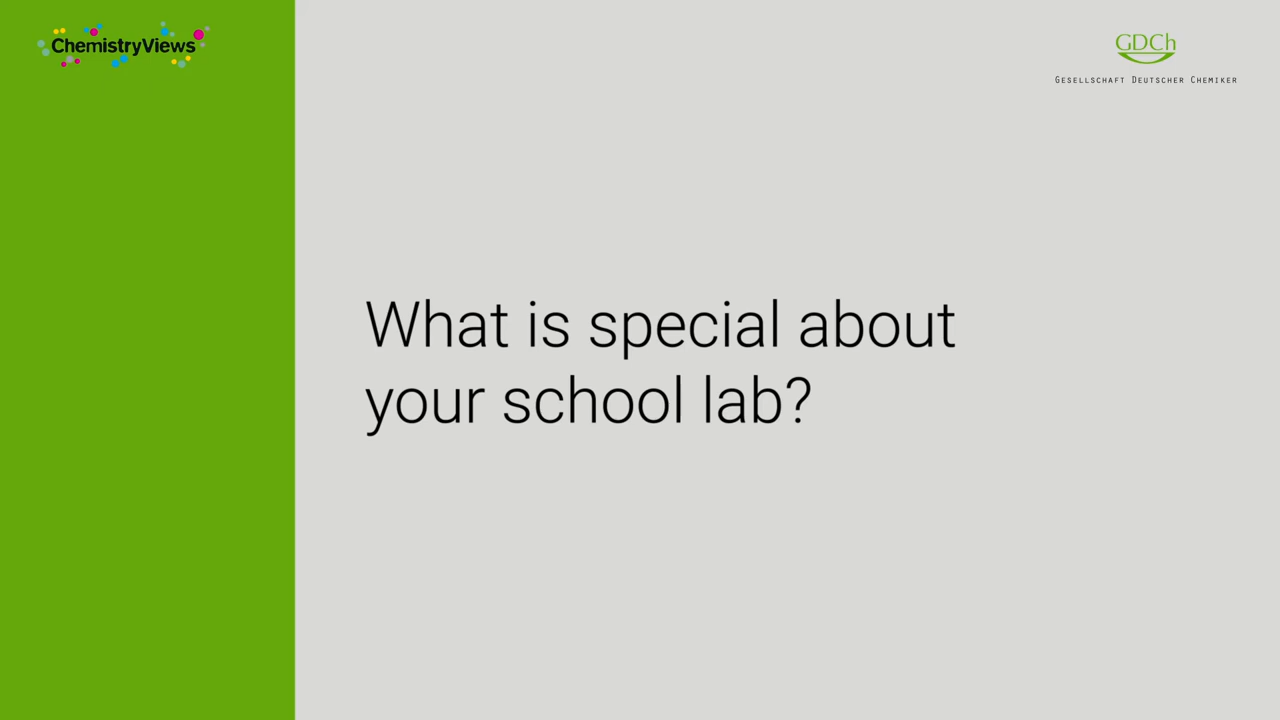 ChemistryViews
GDCh
GESELLSCHAFT DEUTSCHER CHEMIKER
What is special about
your school lab?